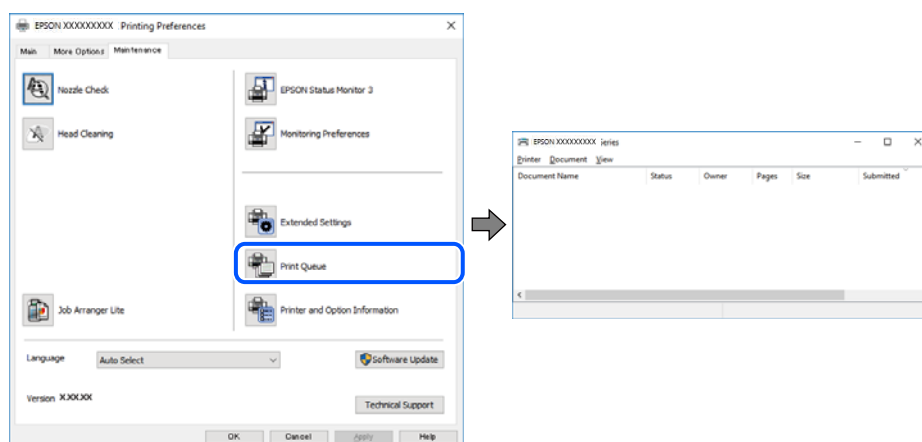 EPSON XXXXXXXXX Printing Preferences
Main More Options Maintenance
Nozzle Check
EPSON Status Monitor 3
Head Cleaning
Monitoring Preferences
Extended Settings
Print Queue
Job Arranger Lite
Printer and Option Information
Language
Auto Select
Software Update
Version X.XX.XX
Technical Support
OK Cancel Apply Help
EPSON XXXXXXXXX
Printer Document View
Document Name Status Owner Pages Size Submitted